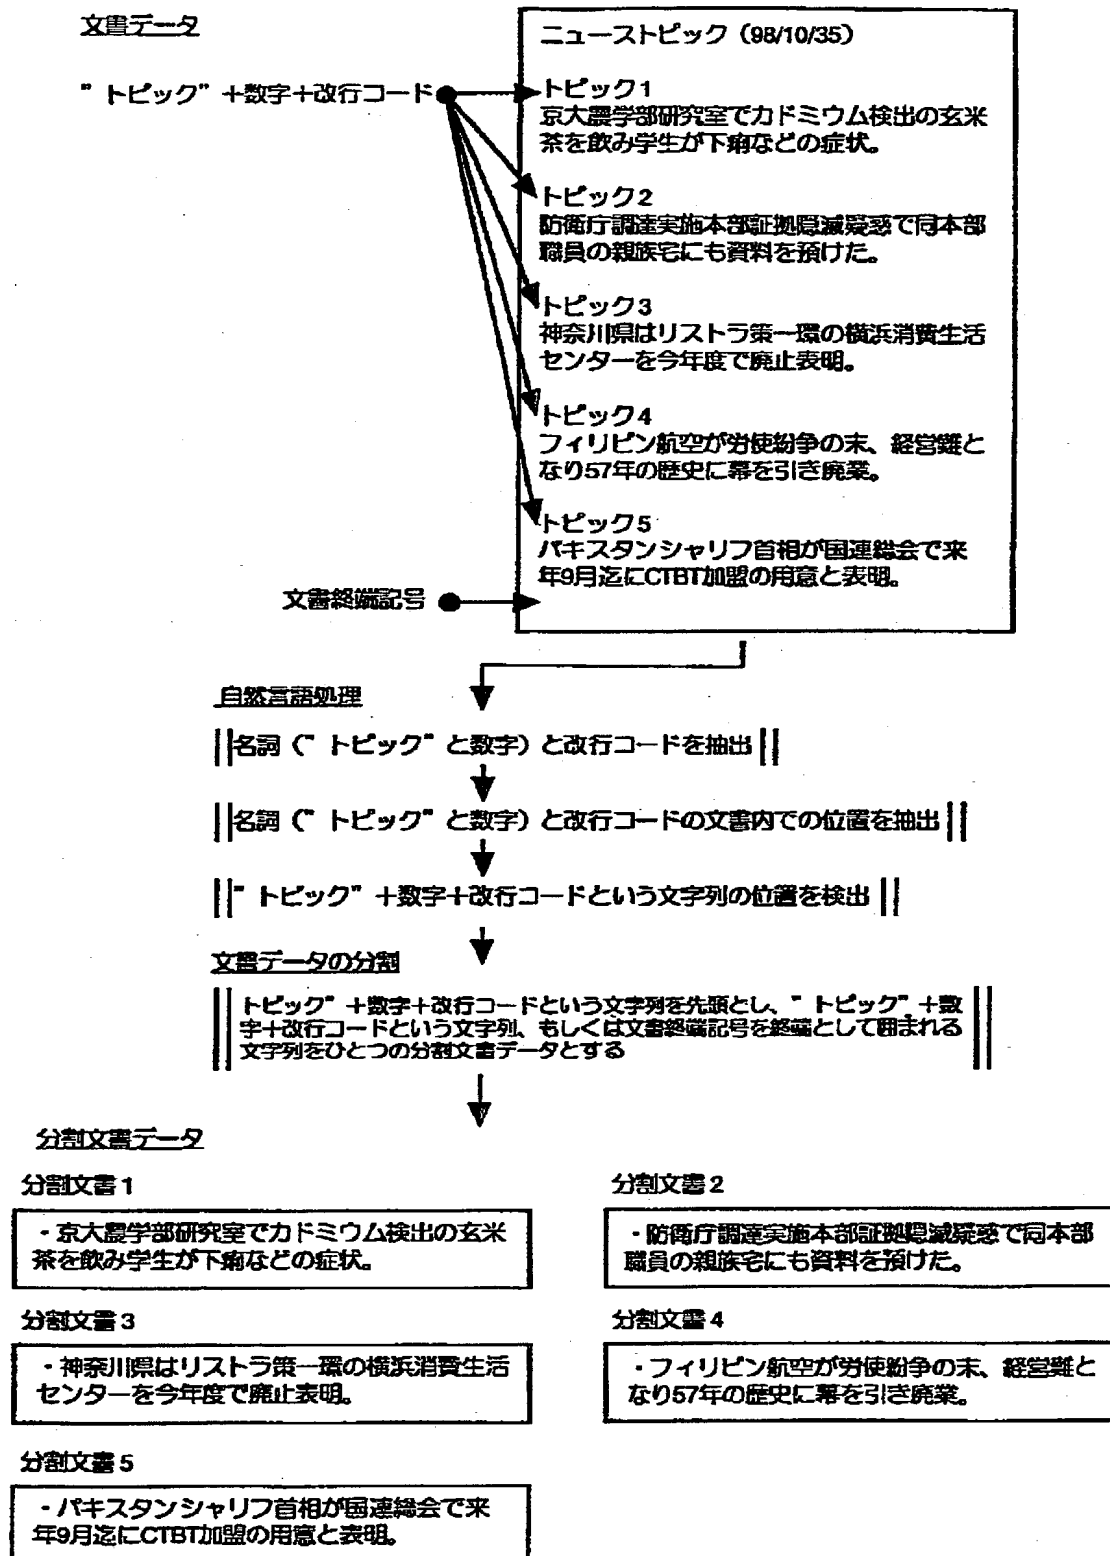 文書データ
ニューストピック（98/10/35）
"トピック"＋数字＋改行コード
トピック1
京大農学部研究室でカドミウム検出の玄米
茶を飲み学生が下痢などの症状。
トピック2
防衛庁調達実施本部証拠隠滅疑惑で同本部
職員の親族宅にも資料を預けた。
トピック3
神奈川県はリストラ策一環の横浜消費生活
センターを今年度で廃止表明。
トピック4
フィリピン航空が労使紛争の末、経営難と
なり57年の歴史に幕を引き廃業。
トピック5
パキスタンシャリフ首相が国連総会で来
年9月迄にCTBT加盟の用意と表明。
文書終端記号
自然言語処理
名詞（"トピック"と数字）と改行コードを抽出
名詞（"トピック"と数字）と改行コードの文書内での位置を抽出
"トピック"＋数字＋改行コードという文字列の位置を検出
文書データの分割
トピック"＋数字＋改行コードという文字列を先頭とし、"トピック"＋数
字＋改行コードという文字列、もしくは文書終端記号を終端として囲まれる
文字列をひとつの分割文書データとする
分割文書データ
分割文書1
・京大農学部研究室でカドミウム検出の玄米
茶を飲み学生が下痢などの症状。
分割文書2
・防衛庁調達実施本部証拠隠滅疑惑で同本部
職員の親族宅にも資料を預けた。
分割文書3
・神奈川県はリストラ策一環の横浜消費生活
センターを今年度で廃止表明。
分割文書4
・フィリピン航空が労使紛争の末、経営難と
なり57年の歴史に幕を引き廃業。
分割文書5
・パキスタンシャリフ首相が国連総会で来
年9月迄にCTBT加盟の用意と表明。